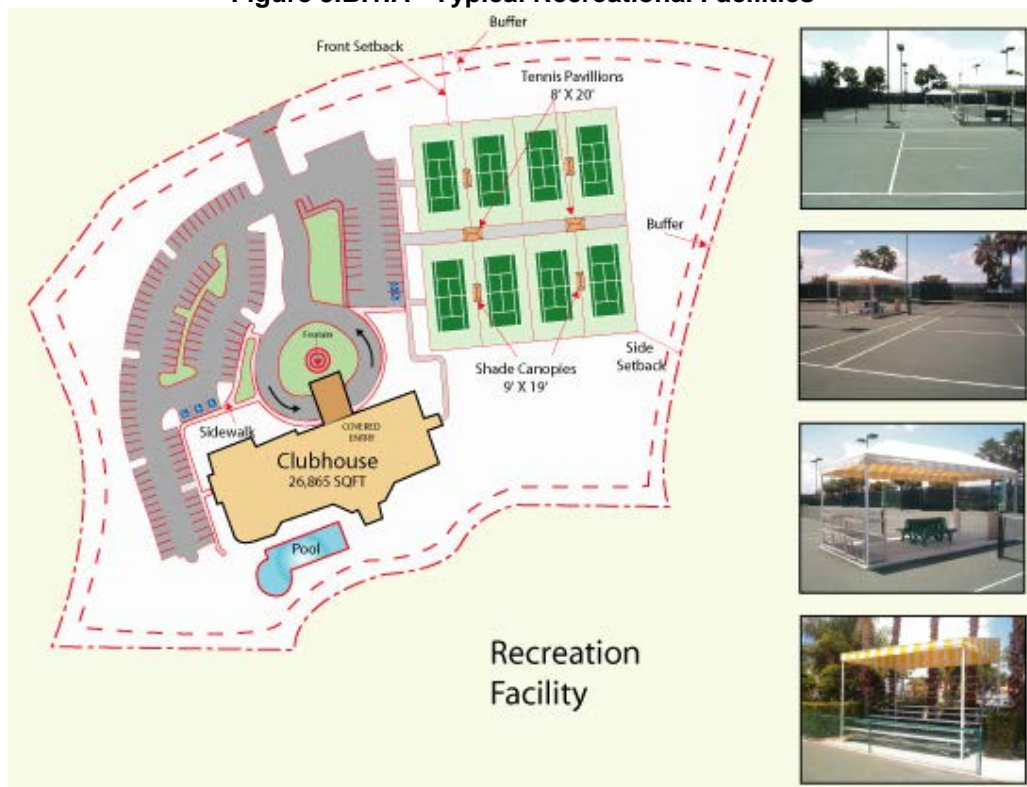 Typical Recreational Facilities
Buffer
Front Setback
Tennis Pavillions
8' X 20'
Buffer
Fountain
Side
Setback
Shade Canopies
9' X 19'
Sidewalk
COVERED
ENTRY
Clubhouse
26,865 SQFT
Pool
Recreation
Facility